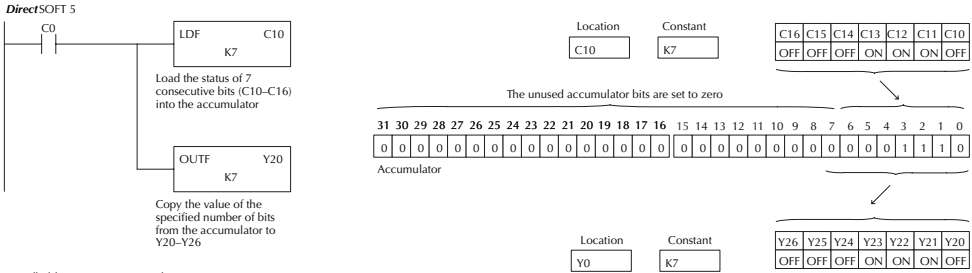 DirectSOFT 5
C0
LDF C10
K7
Load the status of 7
consecutive bits (C10–C16)
into the accumulator
OUTF Y20
K7
Copy the value of the
specified number of bits
from the accumulator to
Y20–Y26
Location Constant
C10 K7
C16 C15 C14 C13 C12 C11 C10
OFF OFF OFF ON ON ON OFF
The unused accumulator bits are set to zero
31 30 29 28 27 26 25 24 23 22 21 20 19 18 17 16 15 14 13 12 11 10 9 8 7 6 5 4 3 2 1 0
0 0 0 0 0 0 0 0 0 0 0 0 0 0 0 0 0 0 0 0 0 0 0 0 0 0 0 0 1 1 1 0
Accumulator
Location Constant
Y0 K7
Y26 Y25 Y24 Y23 Y22 Y21 Y20
OFF OFF OFF ON ON ON OFF